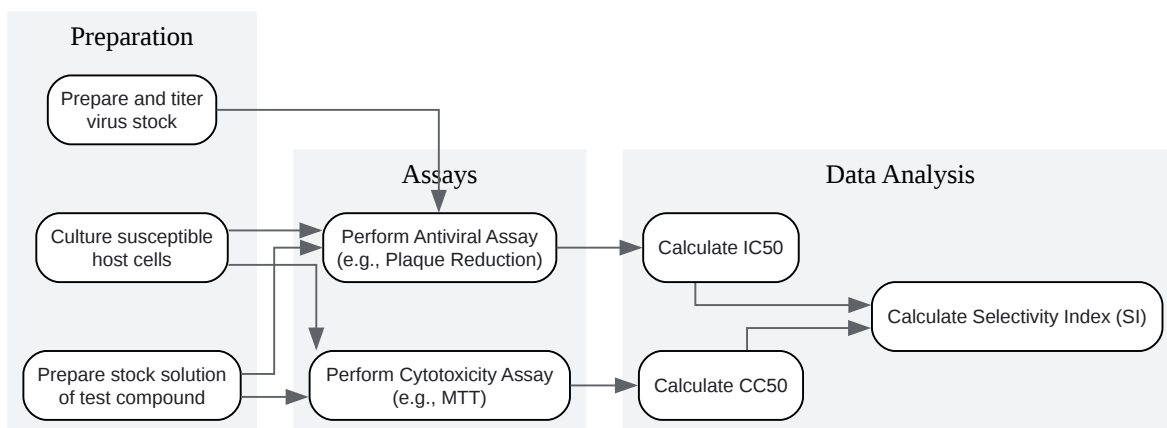 Preparation
Prepare and titer
virus stock
Culture susceptible
host cells
Prepare stock solution
of test compound
Assays
Perform Antiviral Assay
(e.g., Plaque Reduction)
Perform Cytotoxicity Assay
(e.g., MTT)
Data Analysis
Calculate IC50
Calculate CC50
Calculate Selectivity Index (SI)